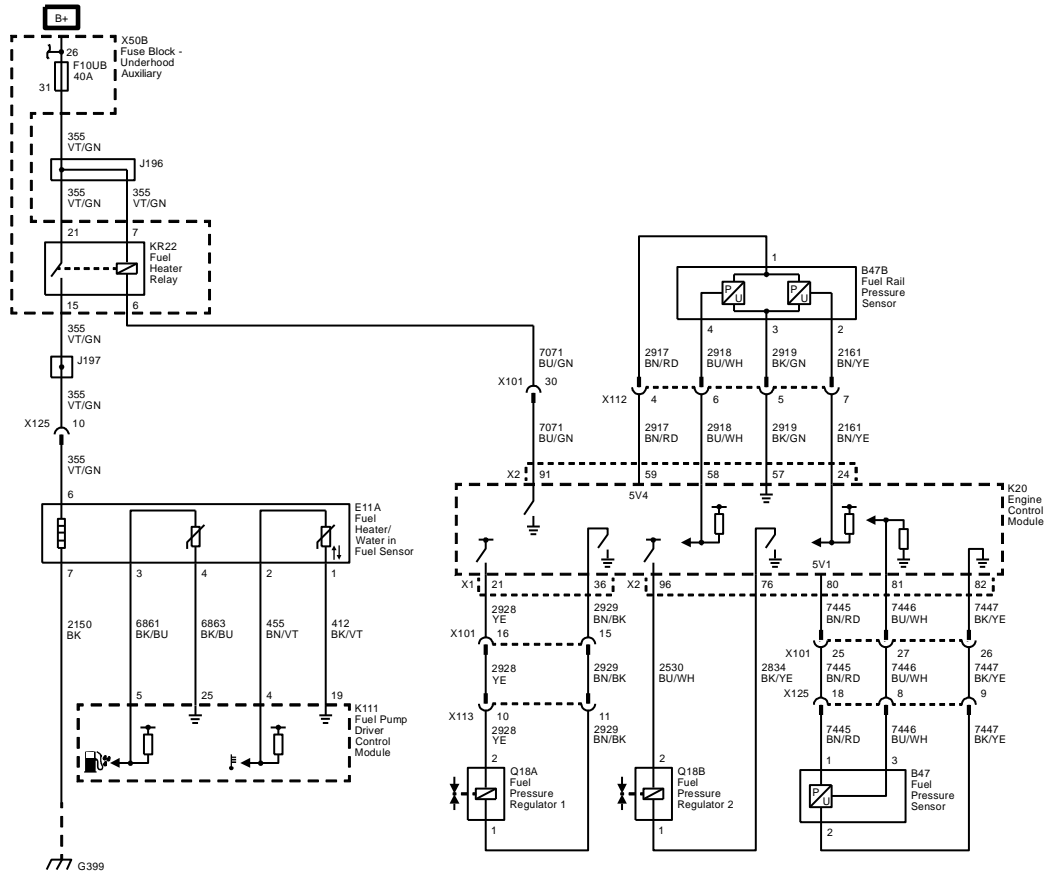 B+
X50B
Fuse Block -
Underhood
Auxiliary
26
F10UB
40A
31
355
VT/GN
J196
355
VT/GN
355
VT/GN
21
7
KR22
Fuel
Heater
Relay
15
6
355
VT/GN
J197
355
VT/GN
X125
10
355
VT/GN
6
E11A
Fuel
Heater/
Water in
Fuel Sensor
7
3
4
2
1
2150
BK
6861
BK/BU
6863
BK/BU
455
BN/VT
412
BK/VT
5
25
4
19
K111
Fuel Pump
Driver
Control
Module
G399
7071
BU/GN
X101
30
7071
BU/GN
1
B47B
Fuel Rail
Pressure
Sensor
P
U
P
U
4
3
2
2917
BN/RD
2918
BU/WH
2919
BK/GN
2161
BN/YE
X112
4
6
5
7
2917
BN/RD
2918
BU/WH
2919
BK/GN
2161
BN/YE
X2
91
59
58
57
24
5V4
K20
Engine
Control
Module
5V1
X1
21
36
X2
96
76
80
81
82
2928
YE
2929
BN/BK
X101
16
15
2928
YE
2929
BN/BK
X113
10
11
2928
YE
2929
BN/BK
2
Q18A
Fuel
Pressure
Regulator 1
1
2530
BU/WH
2834
BK/YE
2
Q18B
Fuel
Pressure
Regulator 2
1
7445
BN/RD
7446
BU/WH
7447
BK/YE
X101
25
27
26
7445
BN/RD
7446
BU/WH
7447
BK/YE
X125
18
8
9
7445
BN/RD
7446
BU/WH
7447
BK/YE
1
3
B47
Fuel
Pressure
Sensor
P
U
2